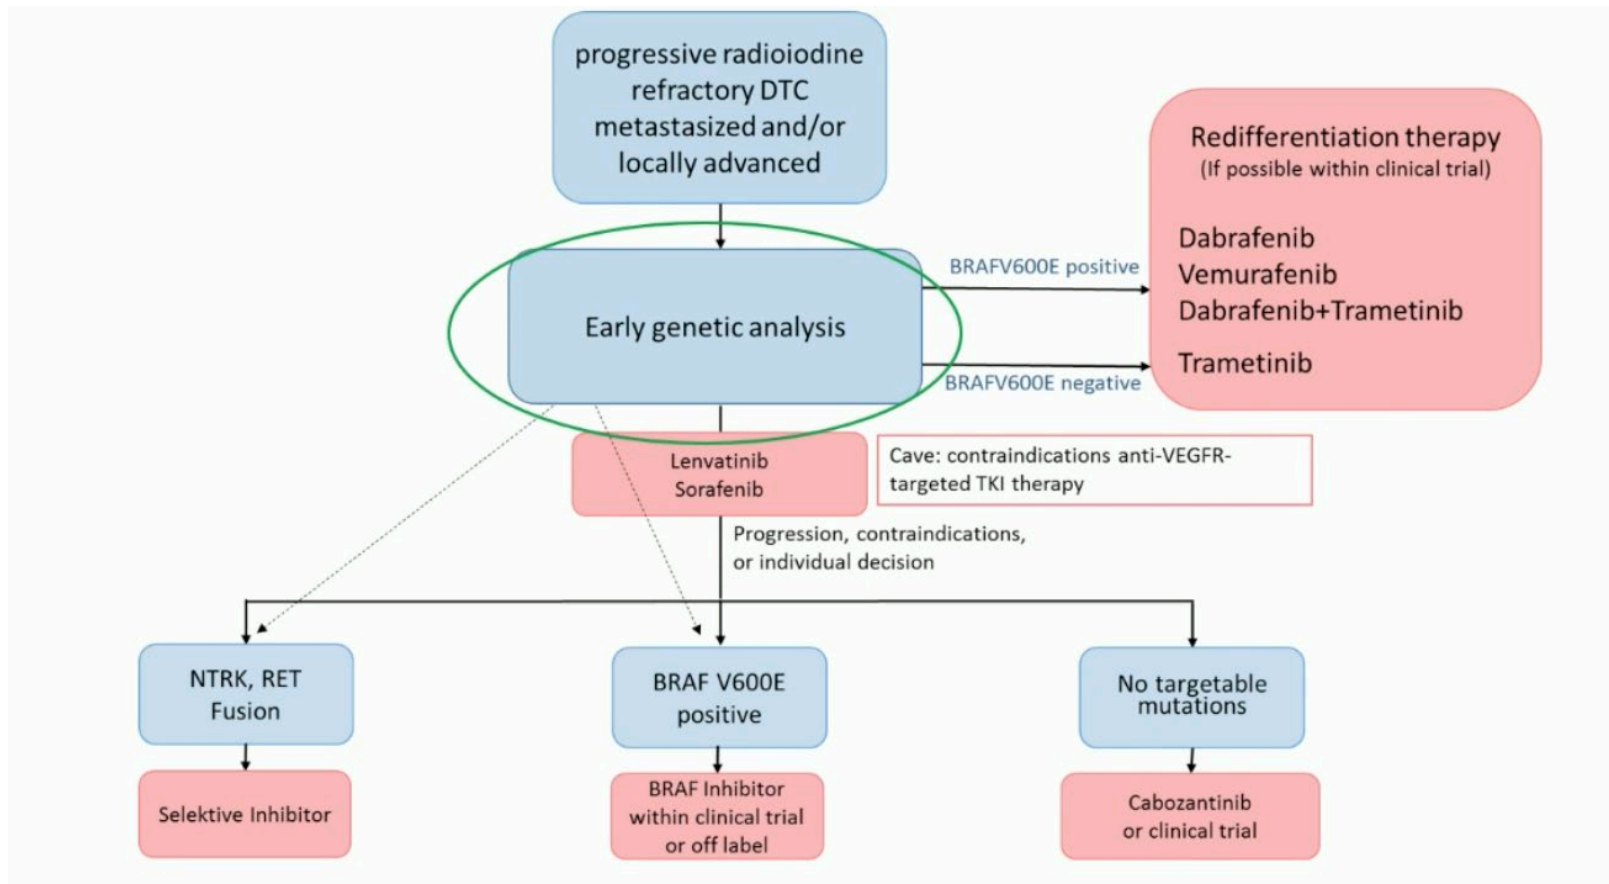 progressive radioiodine
refractory DTC
metastasized and/or
locally advanced
Early genetic analysis
BRAFV600E positive
BRAFV600E negative
Redifferentiation therapy
(If possible within clinical trial)
Dabrafenib
Vemurafenib
Dabrafenib+Trametinib
Trametinib
Lenvatinib
Sorafenib
Cave: contraindications anti-VEGFR-
targeted TKI therapy
Progression, contraindications,
or individual decision
NTRK, RET
Fusion
Selektive Inhibitor
BRAF V600E
positive
BRAF Inhibitor
within clinical trial
or off label
No targetable
mutations
Cabozantinib
or clinical trial